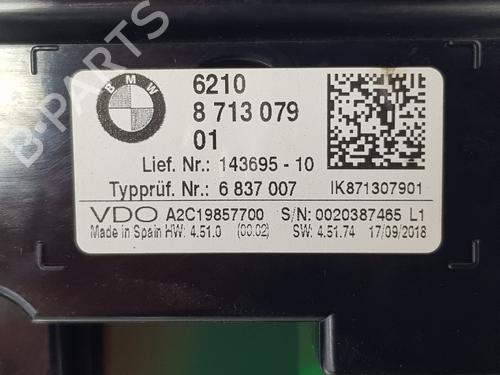 B-PARTS
BMW
6210
8 713 079
01
Lief. Nr.: 143695 - 10
Typprüf. Nr.: 6 837 007
IK871307901
VDO A2C19857700 S/N: 0020387465 L1
Made in Spain HW: 4.51.0 (00.02) SW: 4.51.74 17/09/2018